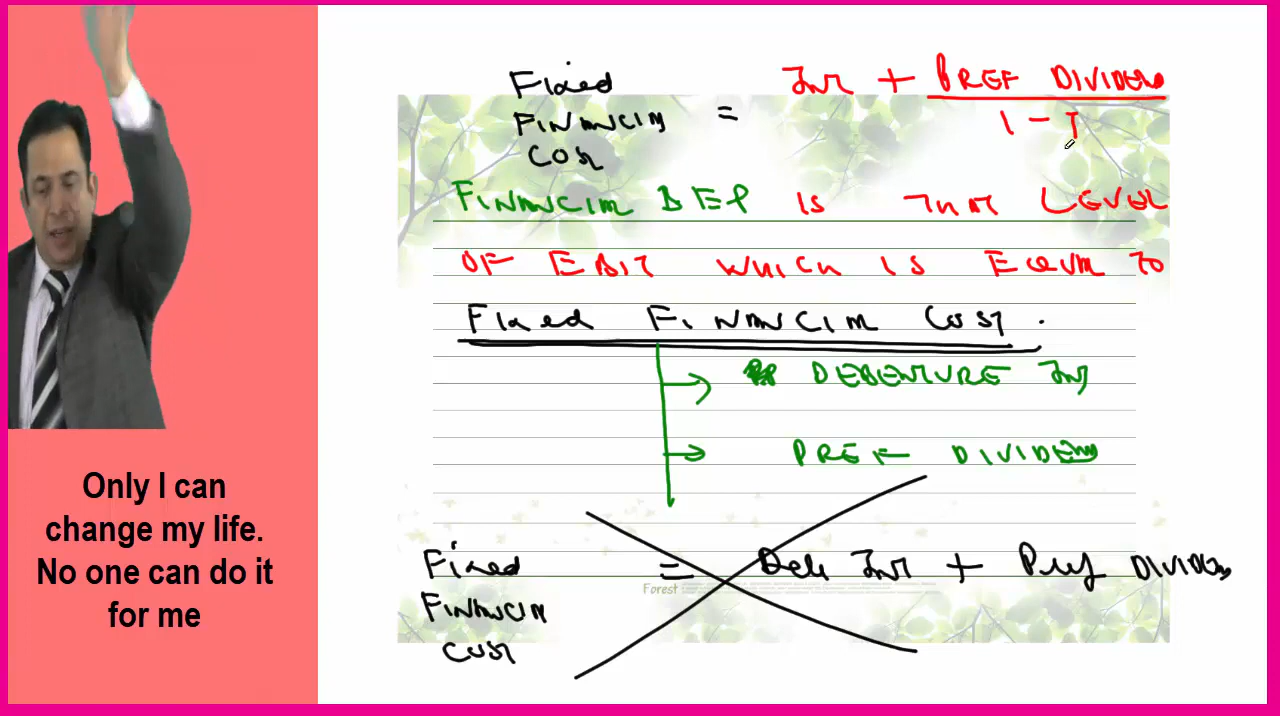 Fixed
FINANCIAL = Int + PREF DIVIDEND
COST 1 - T
FINANCIAL BEP IS THAT LEVEL
OF EBIT WHICH IS EQUAL TO
Fixed FINANCIAL COST.
DEBENTURE Int
PREF DIVIDEND
Fixed = Deb Int + Pref DIVIDEND
Forest
FINANCIAL
COST
Only I can
change my life.
No one can do it
for me